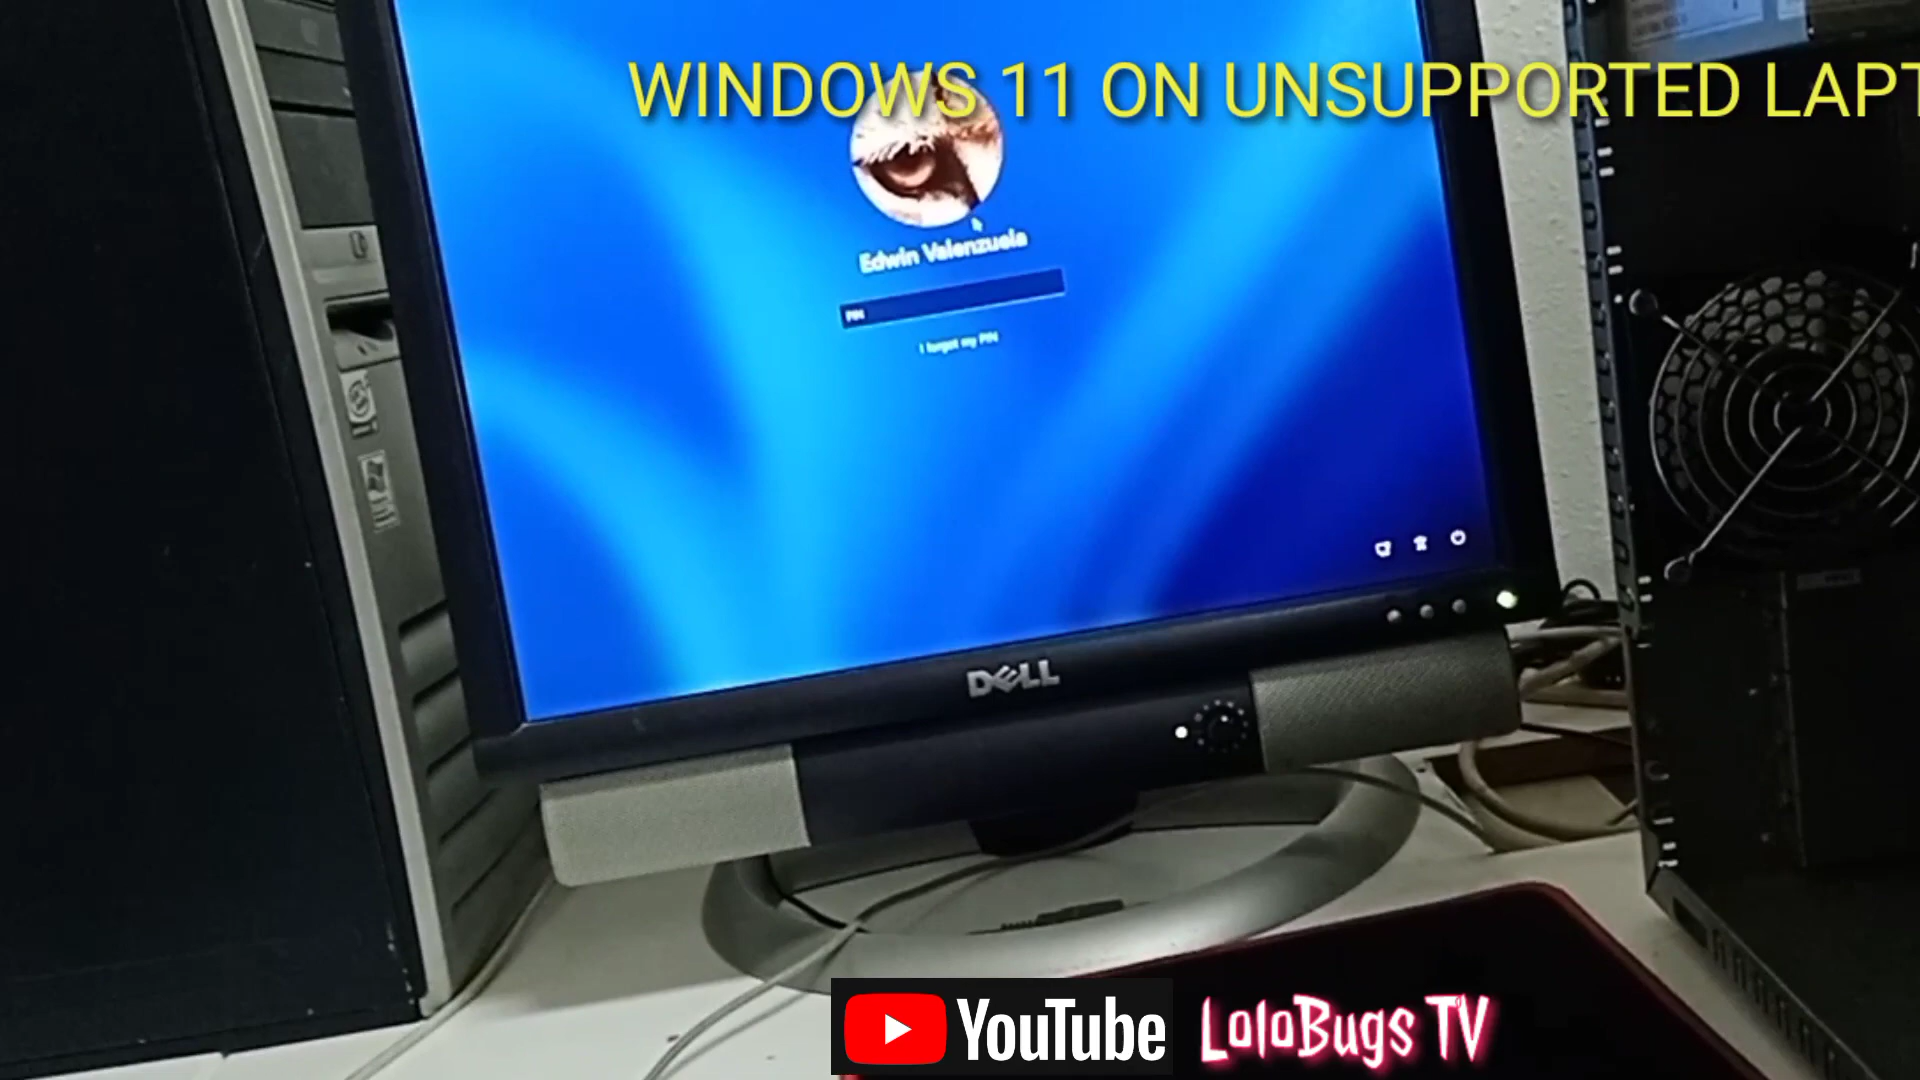 WINDOWS 11 ON UNSUPPORTED LAPT
Edwin Valenzuela
PIN
I forgot my PIN
DELL
YouTube
LoloBugs TV